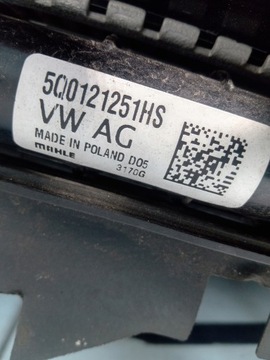 5Q0121251HS
VW AG
MADE IN POLAND D05
MAHLE
3170G